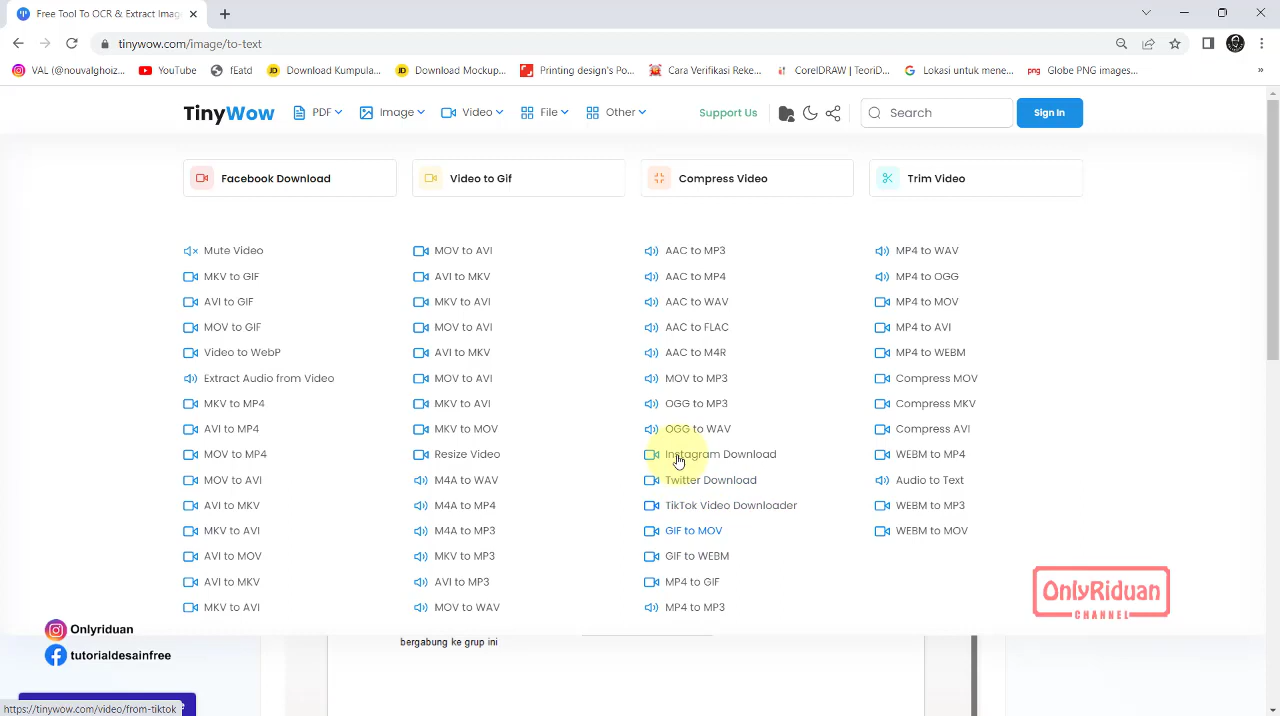 Free Tool To OCR & Extract Imag
tinywow.com/image/to-text
VAL (@nouvalghoiz...
YouTube
fEatd
Download Kumpula...
Download Mockup...
Printing design's Po...
Cara Verifikasi Reke...
CorelDRAW | TeoriD...
Lokasi untuk mene...
png
Globe PNG images...
»
TinyWow
PDF
Image
Video
File
Other
Support Us
Search
Sign In
Facebook Download
Video to Gif
Compress Video
Trim Video
Mute Video
MKV to GIF
AVI to GIF
MOV to GIF
Video to WebP
Extract Audio from Video
MKV to MP4
AVI to MP4
MOV to MP4
MOV to AVI
AVI to MKV
MKV to AVI
AVI to MOV
AVI to MKV
MKV to AVI
MOV to AVI
AVI to MKV
MKV to AVI
MOV to AVI
AVI to MKV
MOV to AVI
MKV to AVI
MKV to MOV
Resize Video
M4A to WAV
M4A to MP4
M4A to MP3
MKV to MP3
AVI to MP3
MOV to WAV
AAC to MP3
AAC to MP4
AAC to WAV
AAC to FLAC
AAC to M4R
MOV to MP3
OGG to MP3
OGG to WAV
Instagram Download
Twitter Download
TikTok Video Downloader
GIF to MOV
GIF to WEBM
MP4 to GIF
MP4 to MP3
MP4 to WAV
MP4 to OGG
MP4 to MOV
MP4 to AVI
MP4 to WEBM
Compress MOV
Compress MKV
Compress AVI
WEBM to MP4
Audio to Text
WEBM to MP3
WEBM to MOV
OnlyRiduan
CHANNEL
Onlyriduan
tutorialdesainfree
bergabung ke grup ini
https://tinywow.com/video/from-tiktok